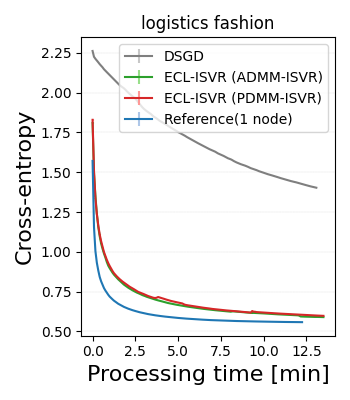 logistics fashion
DSGD
ECL-ISVR (ADMM-ISVR)
ECL-ISVR (PDMM-ISVR)
Reference(1 node)
Cross-entropy
2.25
2.00
1.75
1.50
1.25
1.00
0.75
0.50
0.0 2.5 5.0 7.5 10.0 12.5
Processing time [min]